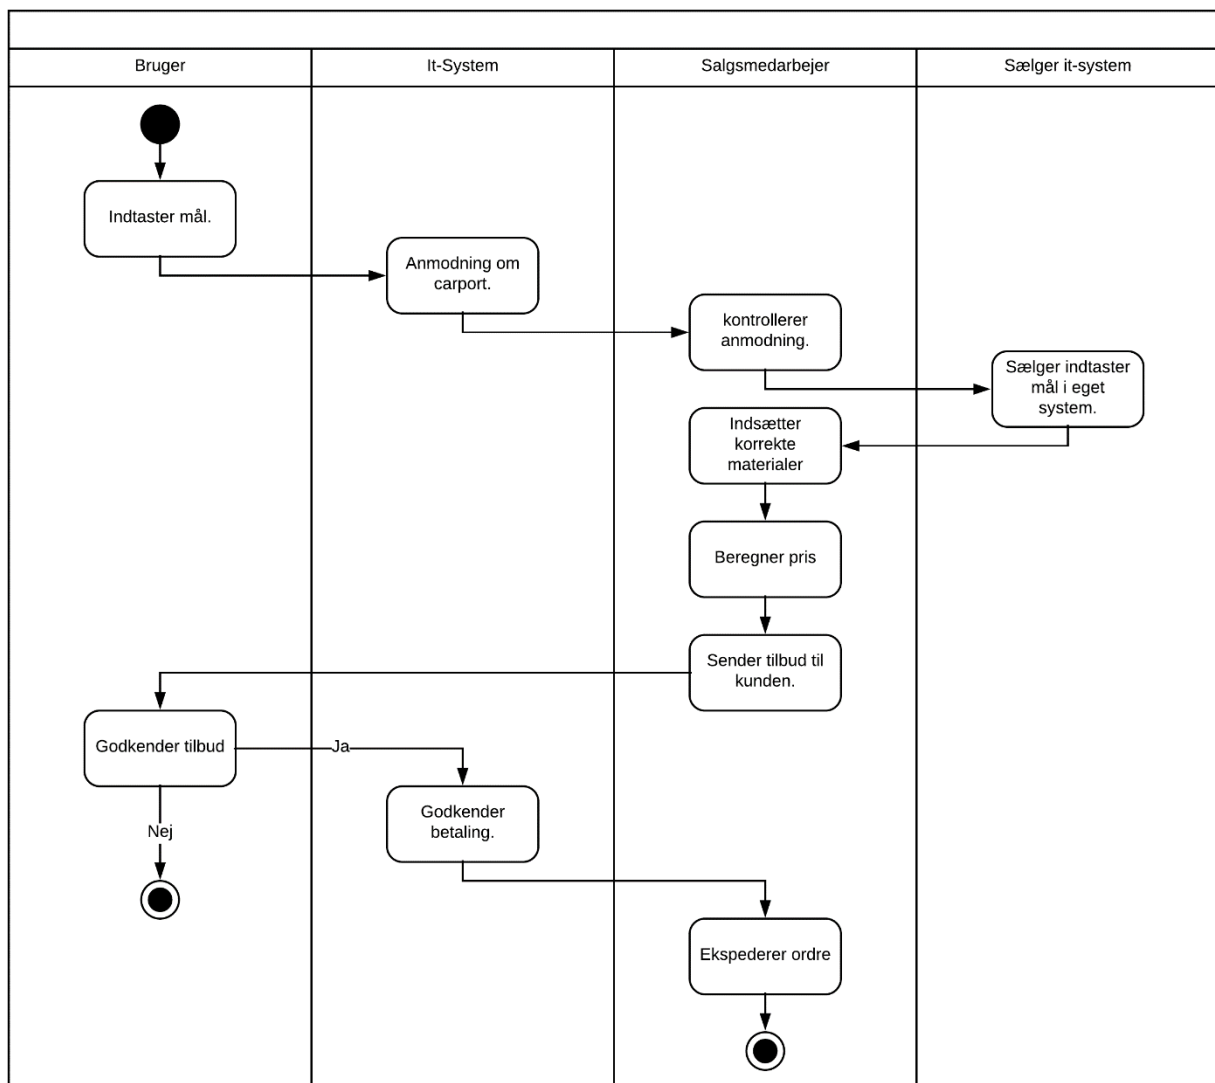 Bruger
It-System
Salgsmedarbejer
Sælger it-system
Indtaster mål.
Anmodning om
carport.
kontrollerer
anmodning.
Sælger indtaster
mål i eget
system.
Indsætter
korrekte
materialer
Beregner pris
Sender tilbud til
kunden.
Godkender tilbud
Ja
Nej
Godkender
betaling.
Ekspederer ordre